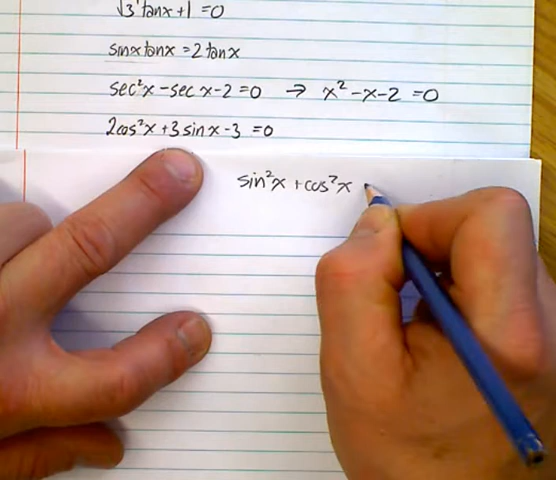 √3 tanx + 1 = 0
sinx tanx = 2 tanx
sec²x - sec x - 2 = 0 → x² - x - 2 = 0
2cos²x + 3 sinx - 3 = 0
sin²x + cos²x